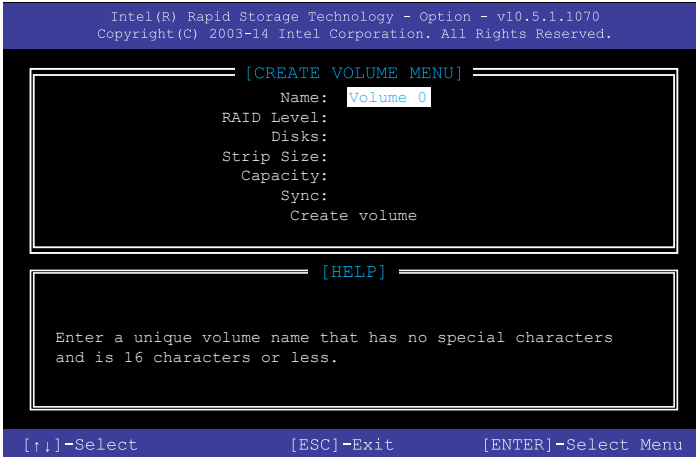 Intel(R) Rapid Storage Technology - Option - v10.5.1.1070
Copyright(C) 2003-14 Intel Corporation. All Rights Reserved.
[CREATE VOLUME MENU]
Name: Volume 0
RAID Level:
Disks:
Strip Size:
Capacity:
Sync:
Create volume
[HELP]
Enter a unique volume name that has no special characters
and is 16 characters or less.
[↑↓]-Select [ESC]-Exit [ENTER]-Select Menu